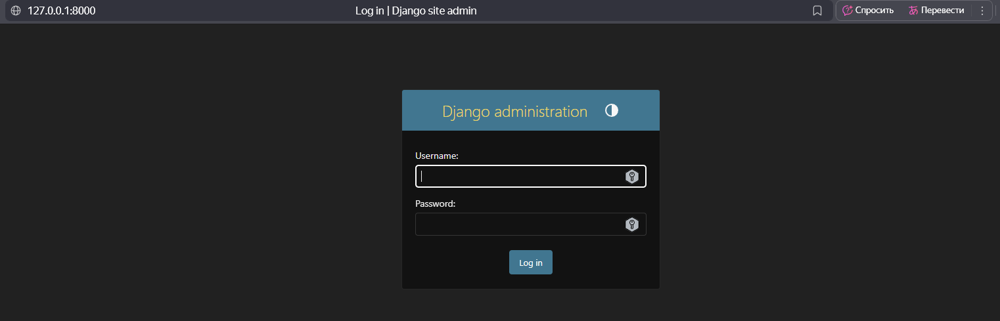 127.0.0.1:8000 Log in | Django site admin Спросить Перевести
Django administration
Username:
Password:
Log in